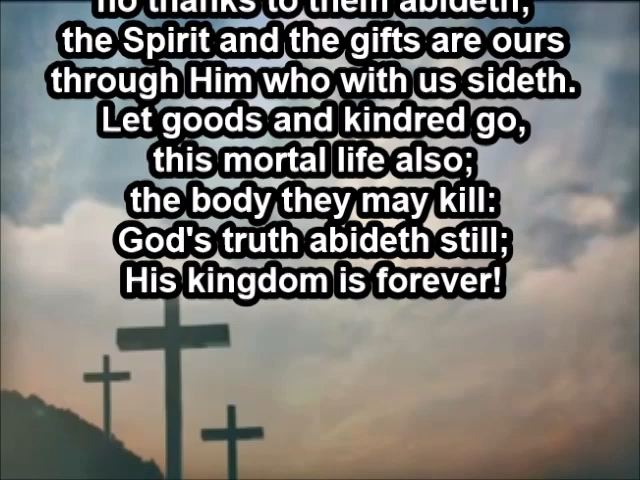 no thanks to them abideth;
the Spirit and the gifts are ours
through Him who with us sideth.
Let goods and kindred go,
this mortal life also;
the body they may kill:
God's truth abideth still;
His kingdom is forever!